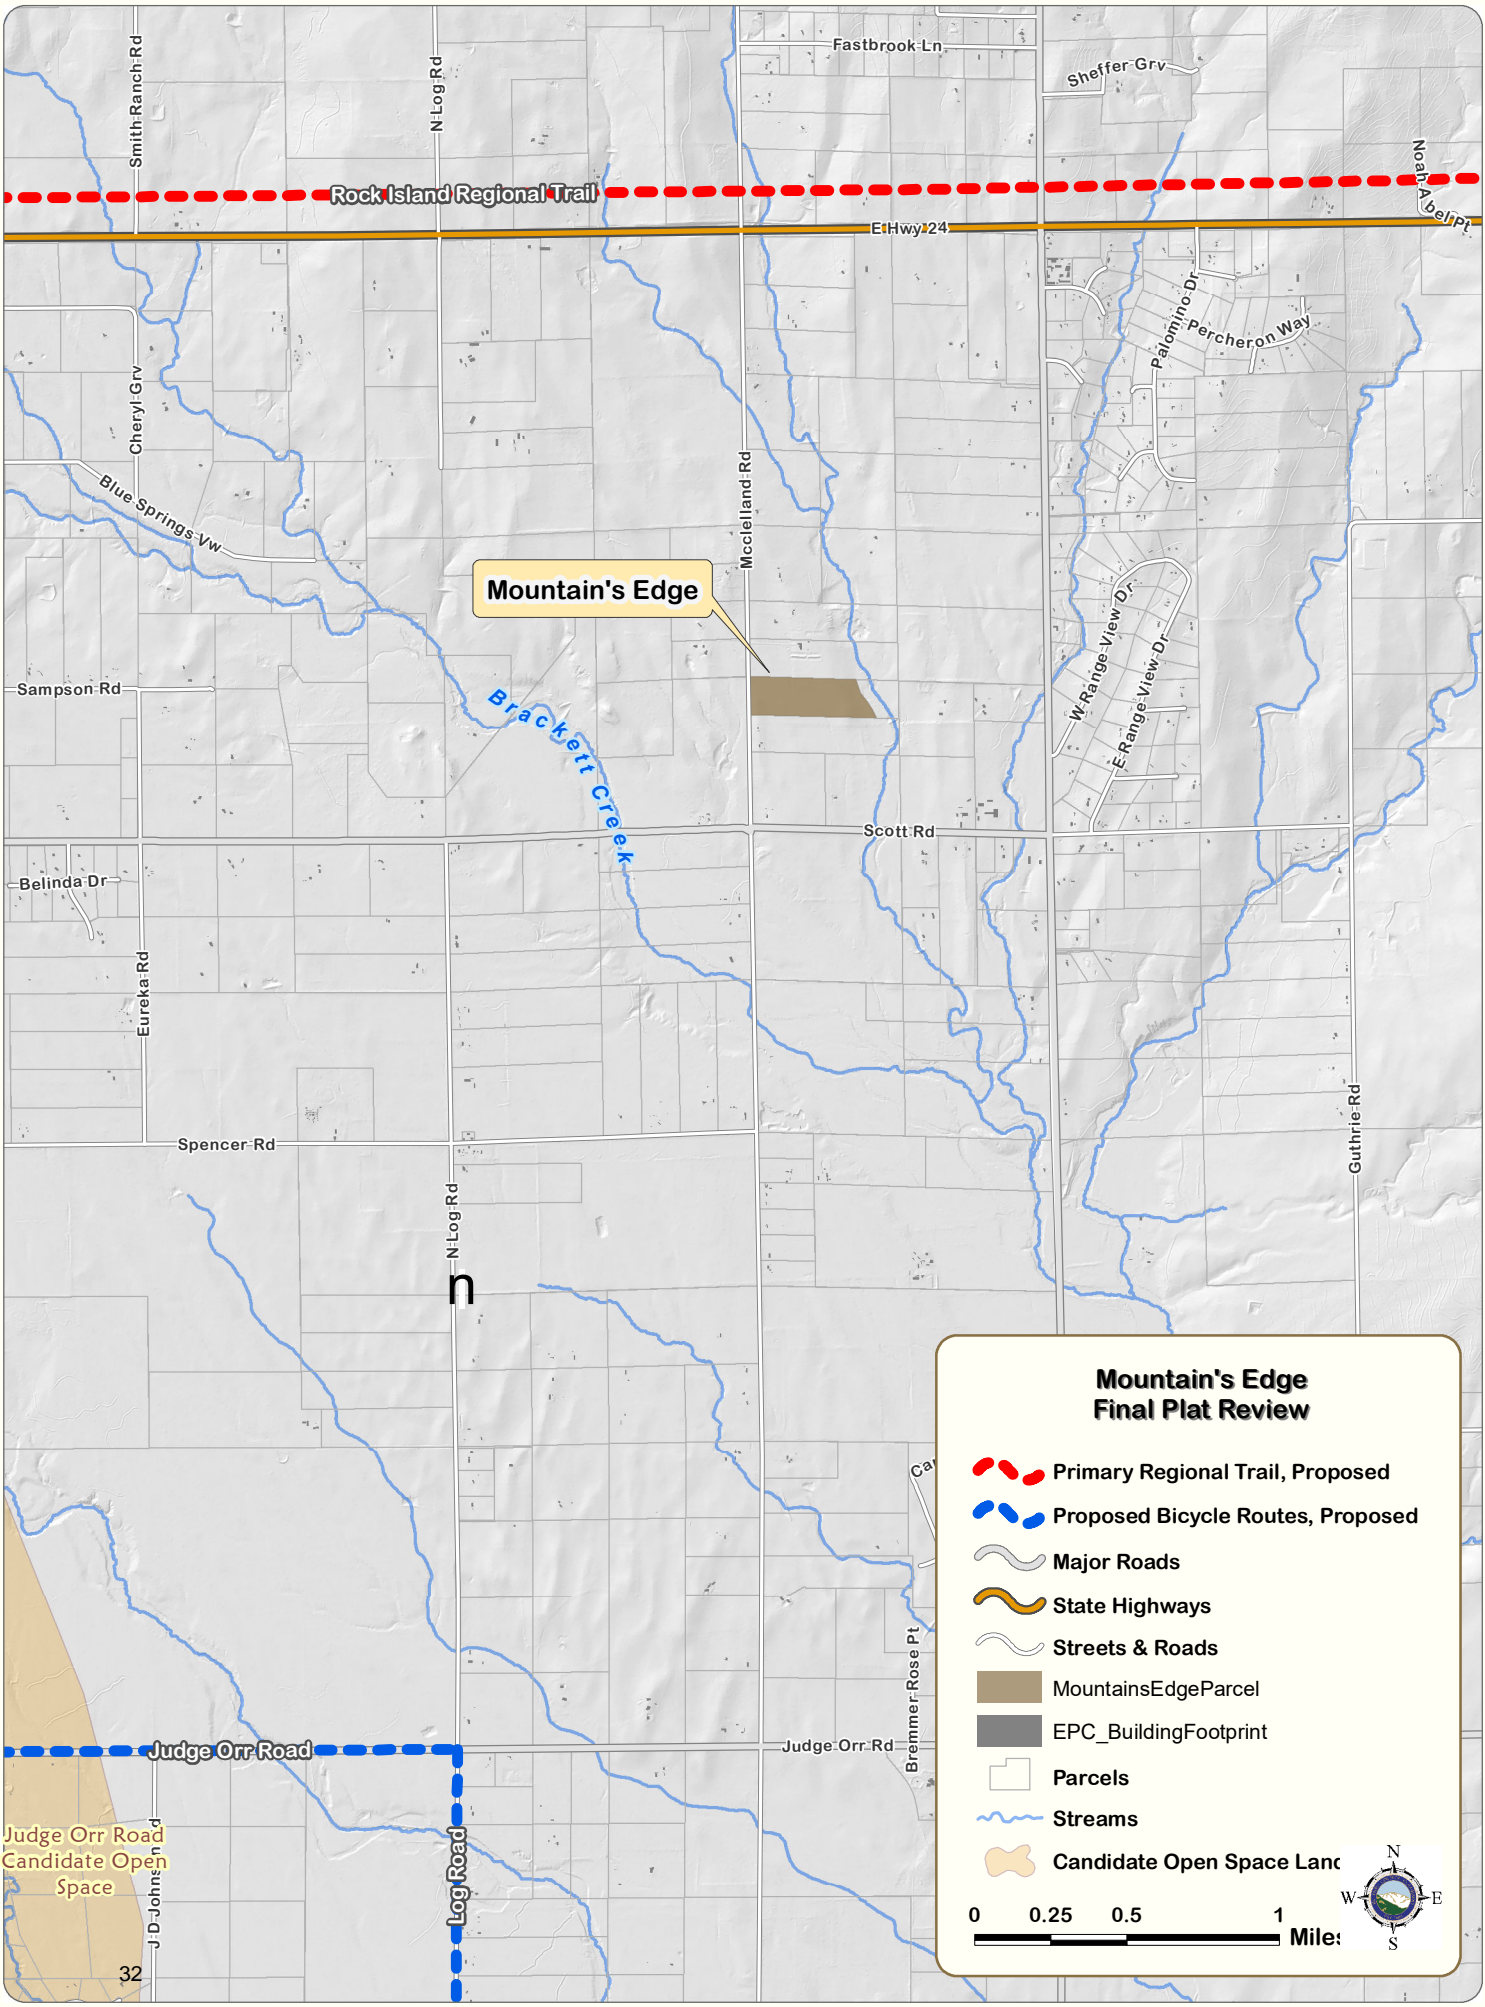 Fastbrook Ln
Sheffer Grv
Smith Ranch Rd
N Log Rd
Noah Abel Pt
Rock Island Regional Trail
E Hwy 24
Palomino Dr
Percheron Way
Cheryl Grv
Blue Springs Vw
Mcclelland Rd
Mountain's Edge
W Range View Dr
E Range View Dr
Sampson Rd
Brackett Creek
Scott Rd
Belinda Dr
Eureka Rd
Spencer Rd
Guthrie Rd
N Log Rd
n
Bremmer Rose Pt
Judge Orr Road
Judge Orr Rd
Log Road
Judge Orr Road
Candidate Open
Space
32
Mountain's Edge
Final Plat Review
Primary Regional Trail, Proposed
Proposed Bicycle Routes, Proposed
Major Roads
State Highways
Streets & Roads
MountainsEdgeParcel
EPC_BuildingFootprint
Parcels
Streams
Candidate Open Space
N
W
E
S
0 0.25 0.5 1